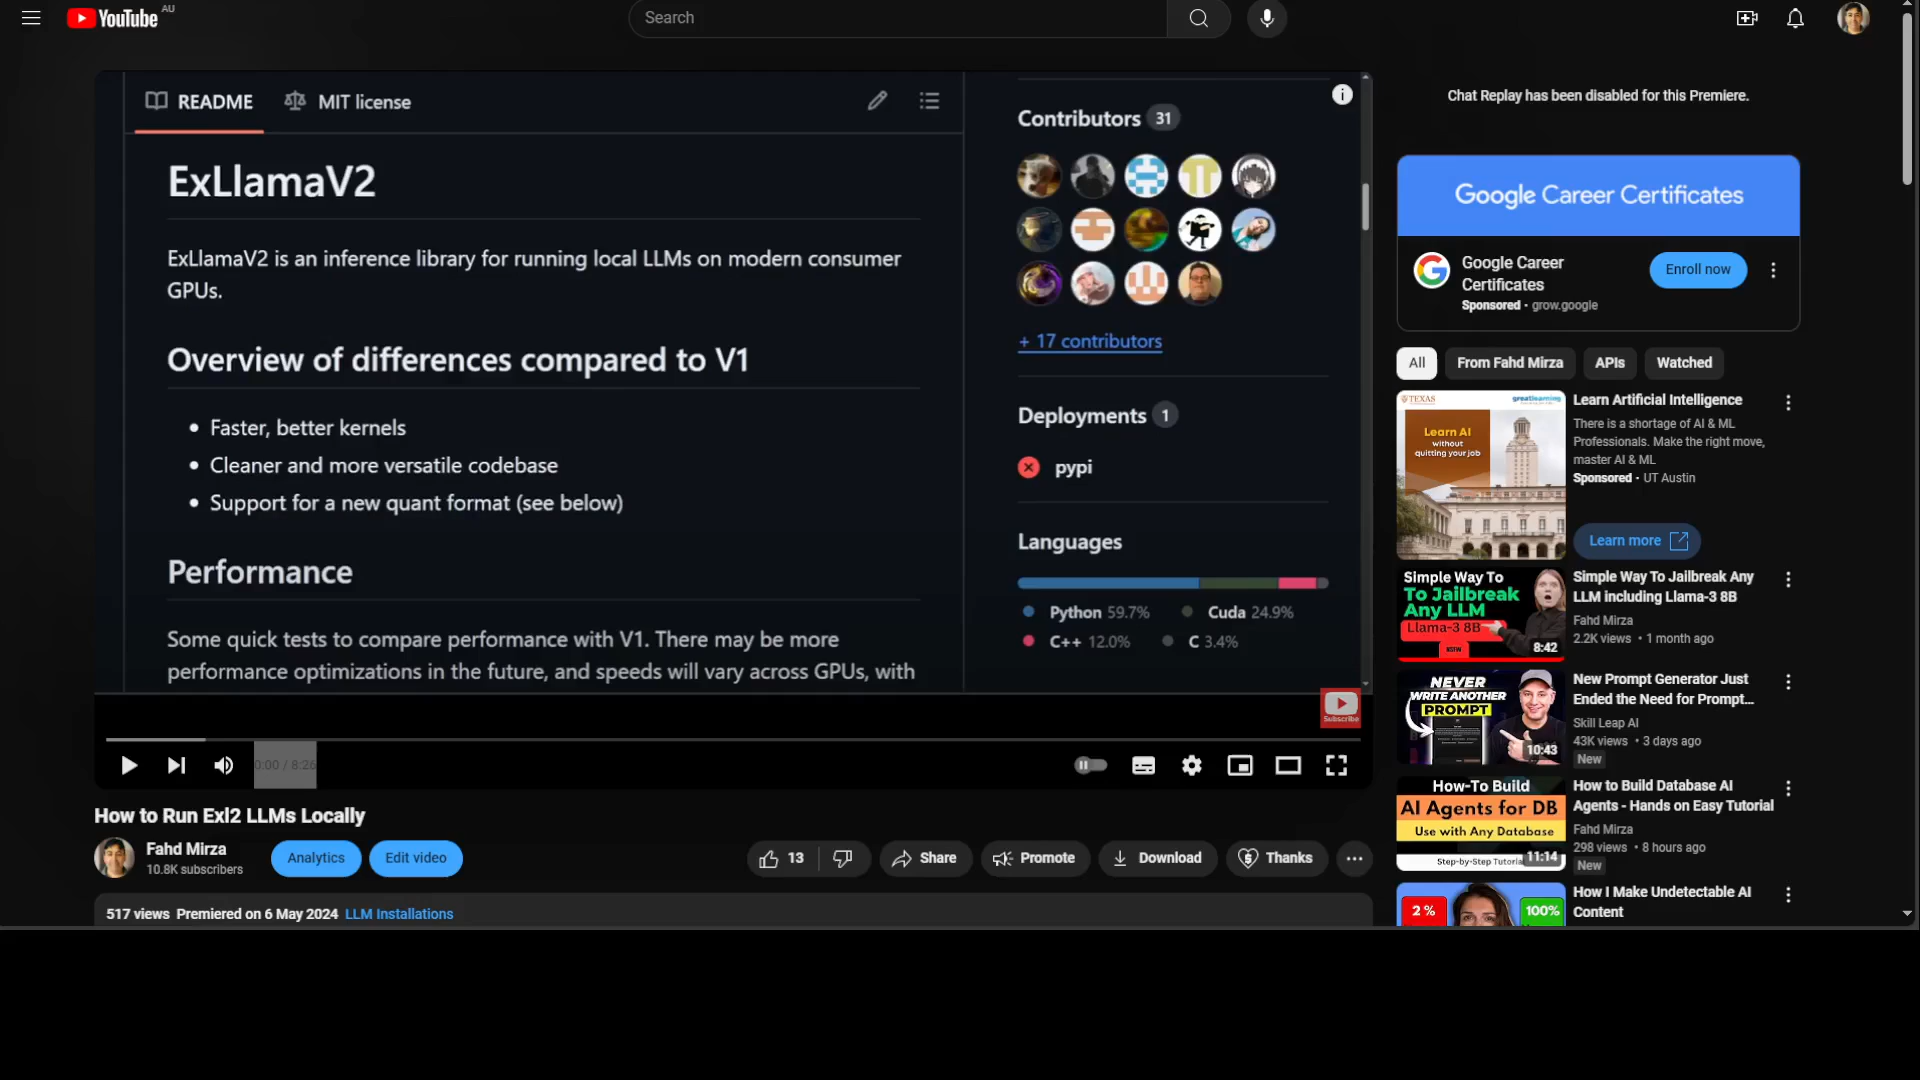 YouTube AU
Search
README MIT license
ExLlamaV2
ExLlamaV2 is an inference library for running local LLMs on modern consumer
GPUs.
Overview of differences compared to V1
Faster, better kernels
Cleaner and more versatile codebase
Support for a new quant format (see below)
Performance
Some quick tests to compare performance with V1. There may be more
performance optimizations in the future, and speeds will vary across GPUs, with
Contributors 31
+ 17 contributors
Deployments 1
pypi
Languages
Python 59.7% Cuda 24.9%
C++ 12.0% C 3.4%
Subscribe
0:00 / 8:26
How to Run Exl2 LLMs Locally
Fahd Mirza
10.8K subscribers
Analytics
Edit video
13
Share
Promote
Download
Thanks
517 views Premiered on 6 May 2024 LLM Installations
Chat Replay has been disabled for this Premiere.
Google Career Certificates
Google Career
Certificates
Sponsored · grow.google
Enroll now
All From Fahd Mirza APIs Watched
TEXAS greatlearning
Learn AI
without
quitting your job
Learn Artificial Intelligence
There is a shortage of AI & ML
Professionals. Make the right move,
master AI & ML
Sponsored · UT Austin
Learn more
Simple Way To
To Jailbreak
Any LLM
Llama-3 8B
8:42
Simple Way To Jailbreak Any
LLM including Llama-3 8B
Fahd Mirza
2.2K views • 1 month ago
NEVER
WRITE ANOTHER
PROMPT
10:43
New Prompt Generator Just
Ended the Need for Prompt...
Skill Leap AI
43K views • 3 days ago
New
How-To Build
AI Agents for DB
Use with Any Database
Step-by-Step Tutoria
11:14
How to Build Database AI
Agents - Hands on Easy Tutorial
Fahd Mirza
298 views • 8 hours ago
New
2 % 100%
How I Make Undetectable AI
Content